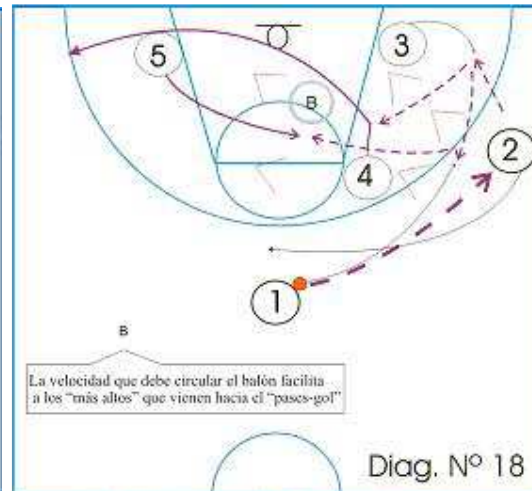 5
3
B
2
4
1
B
La velocidad que debe circular el balón facilita
a los "más altos" que vienen hacia el "pases-gol"
Diag. Nº 18